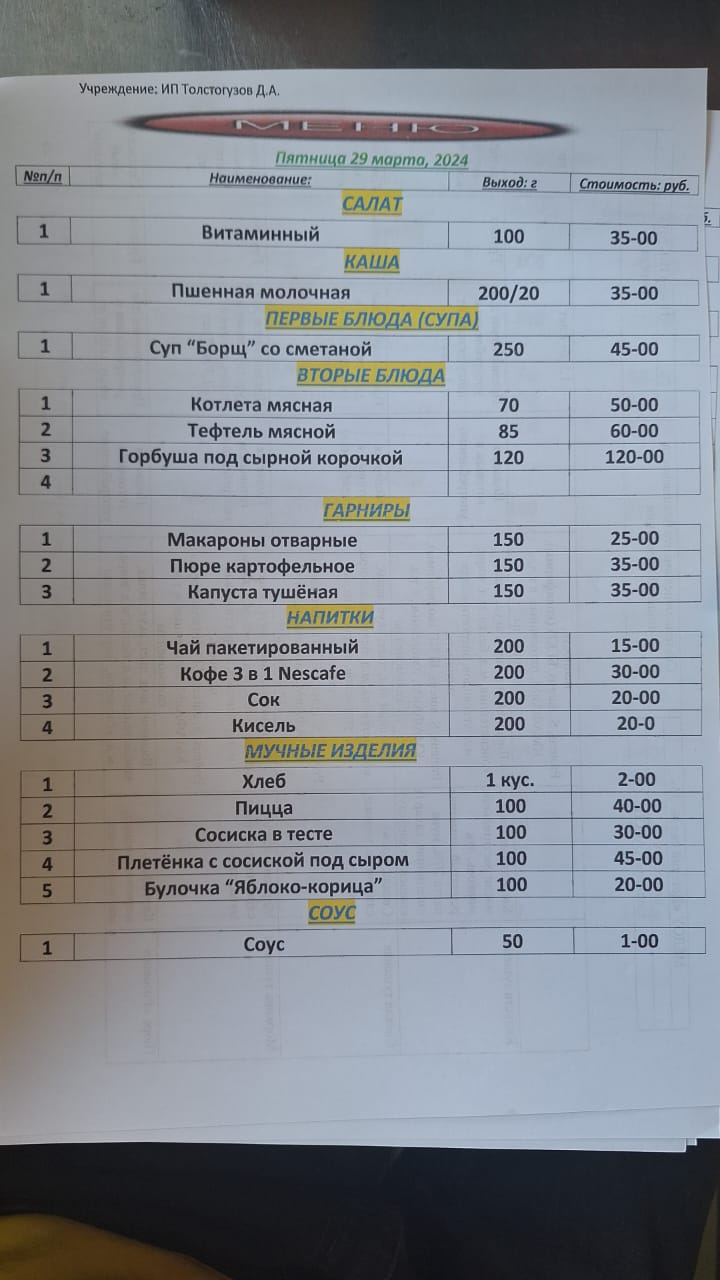 Учреждение: ИП Толстогузов Д.А.
МЕНЮ
Пятница 29 марта, 2024
№п/п Наименование: Выход: г Стоимость: руб.
САЛАТ
1 Витаминный 100 35-00
КАША
1 Пшенная молочная 200/20 35-00
ПЕРВЫЕ БЛЮДА (СУПА)
1 Суп “Борщ” со сметаной 250 45-00
ВТОРЫЕ БЛЮДА
1 Котлета мясная 70 50-00
2 Тефтель мясной 85 60-00
3 Горбуша под сырной корочкой 120 120-00
4
ГАРНИРЫ
1 Макароны отварные 150 25-00
2 Пюре картофельное 150 35-00
3 Капуста тушёная 150 35-00
НАПИТКИ
1 Чай пакетированный 200 15-00
2 Кофе 3 в 1 Nescafe 200 30-00
3 Сок 200 20-00
4 Кисель 200 20-0
МУЧНЫЕ ИЗДЕЛИЯ
1 Хлеб 1 кус. 2-00
2 Пицца 100 40-00
3 Сосиска в тесте 100 30-00
4 Плетёнка с сосиской под сыром 100 45-00
5 Булочка “Яблоко-корица” 100 20-00
СОУС
1 Соус 50 1-00